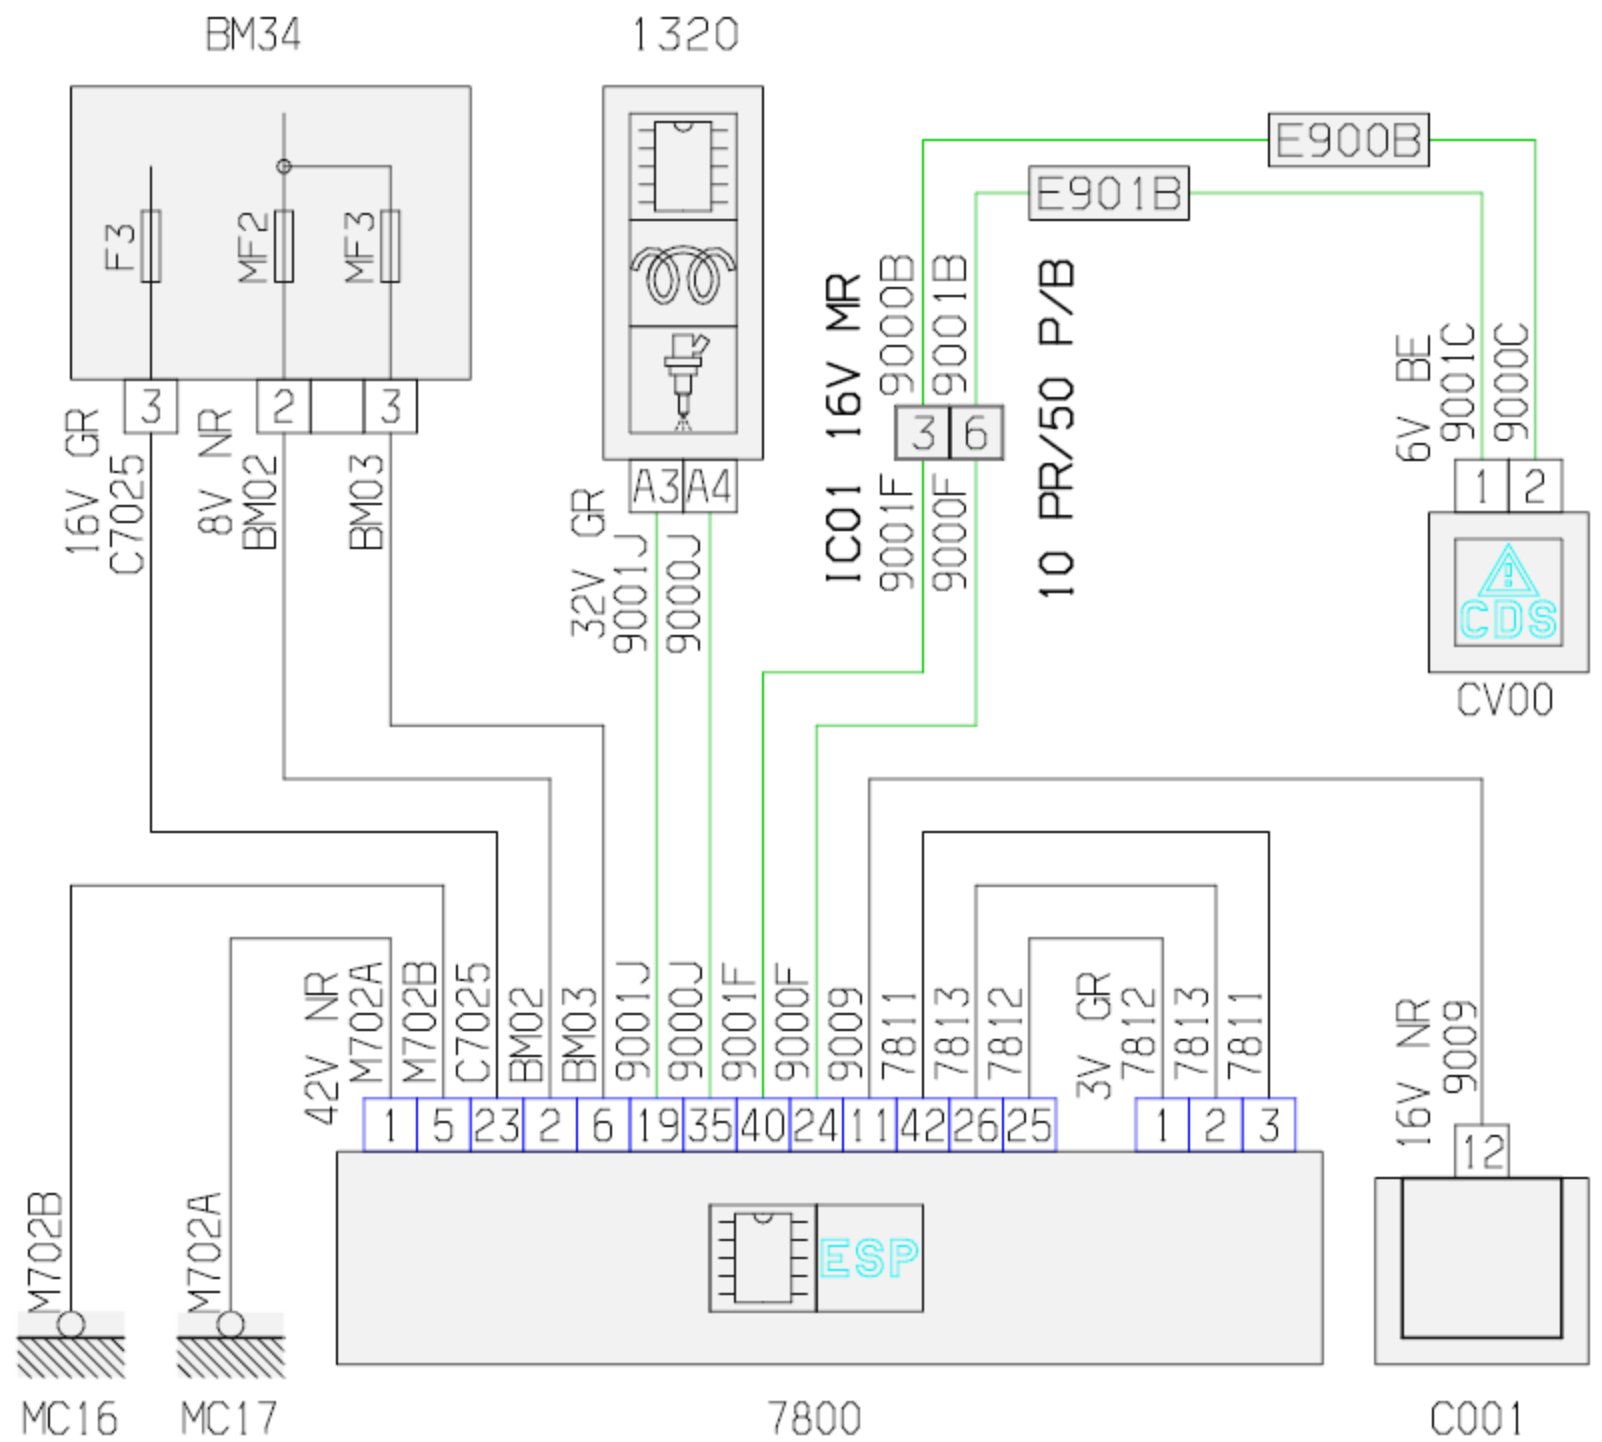 BM34
1320
E900B
E901B
F3
MF2
MF3
3
2
3
16V GR
C7025
8V NR
BM02
BM03
A3
A4
32V GR
9001J
9000J
IC01 16V MR
9000B
9001B
3
6
9001F
9000F
10 PR/50 P/B
6V BE
9001C
9000C
1
2
CDS
CV00
42V NR
M702A
M702B
C7025
BM02
BM03
9001J
9000J
9001F
9000F
9009
7811
7813
7812
3V GR
7812
7813
7811
16V NR
9009
1
5
23
2
6
19
35
40
24
11
42
26
25
1
2
3
12
M702B
M702A
ESP
MC16
MC17
7800
C001